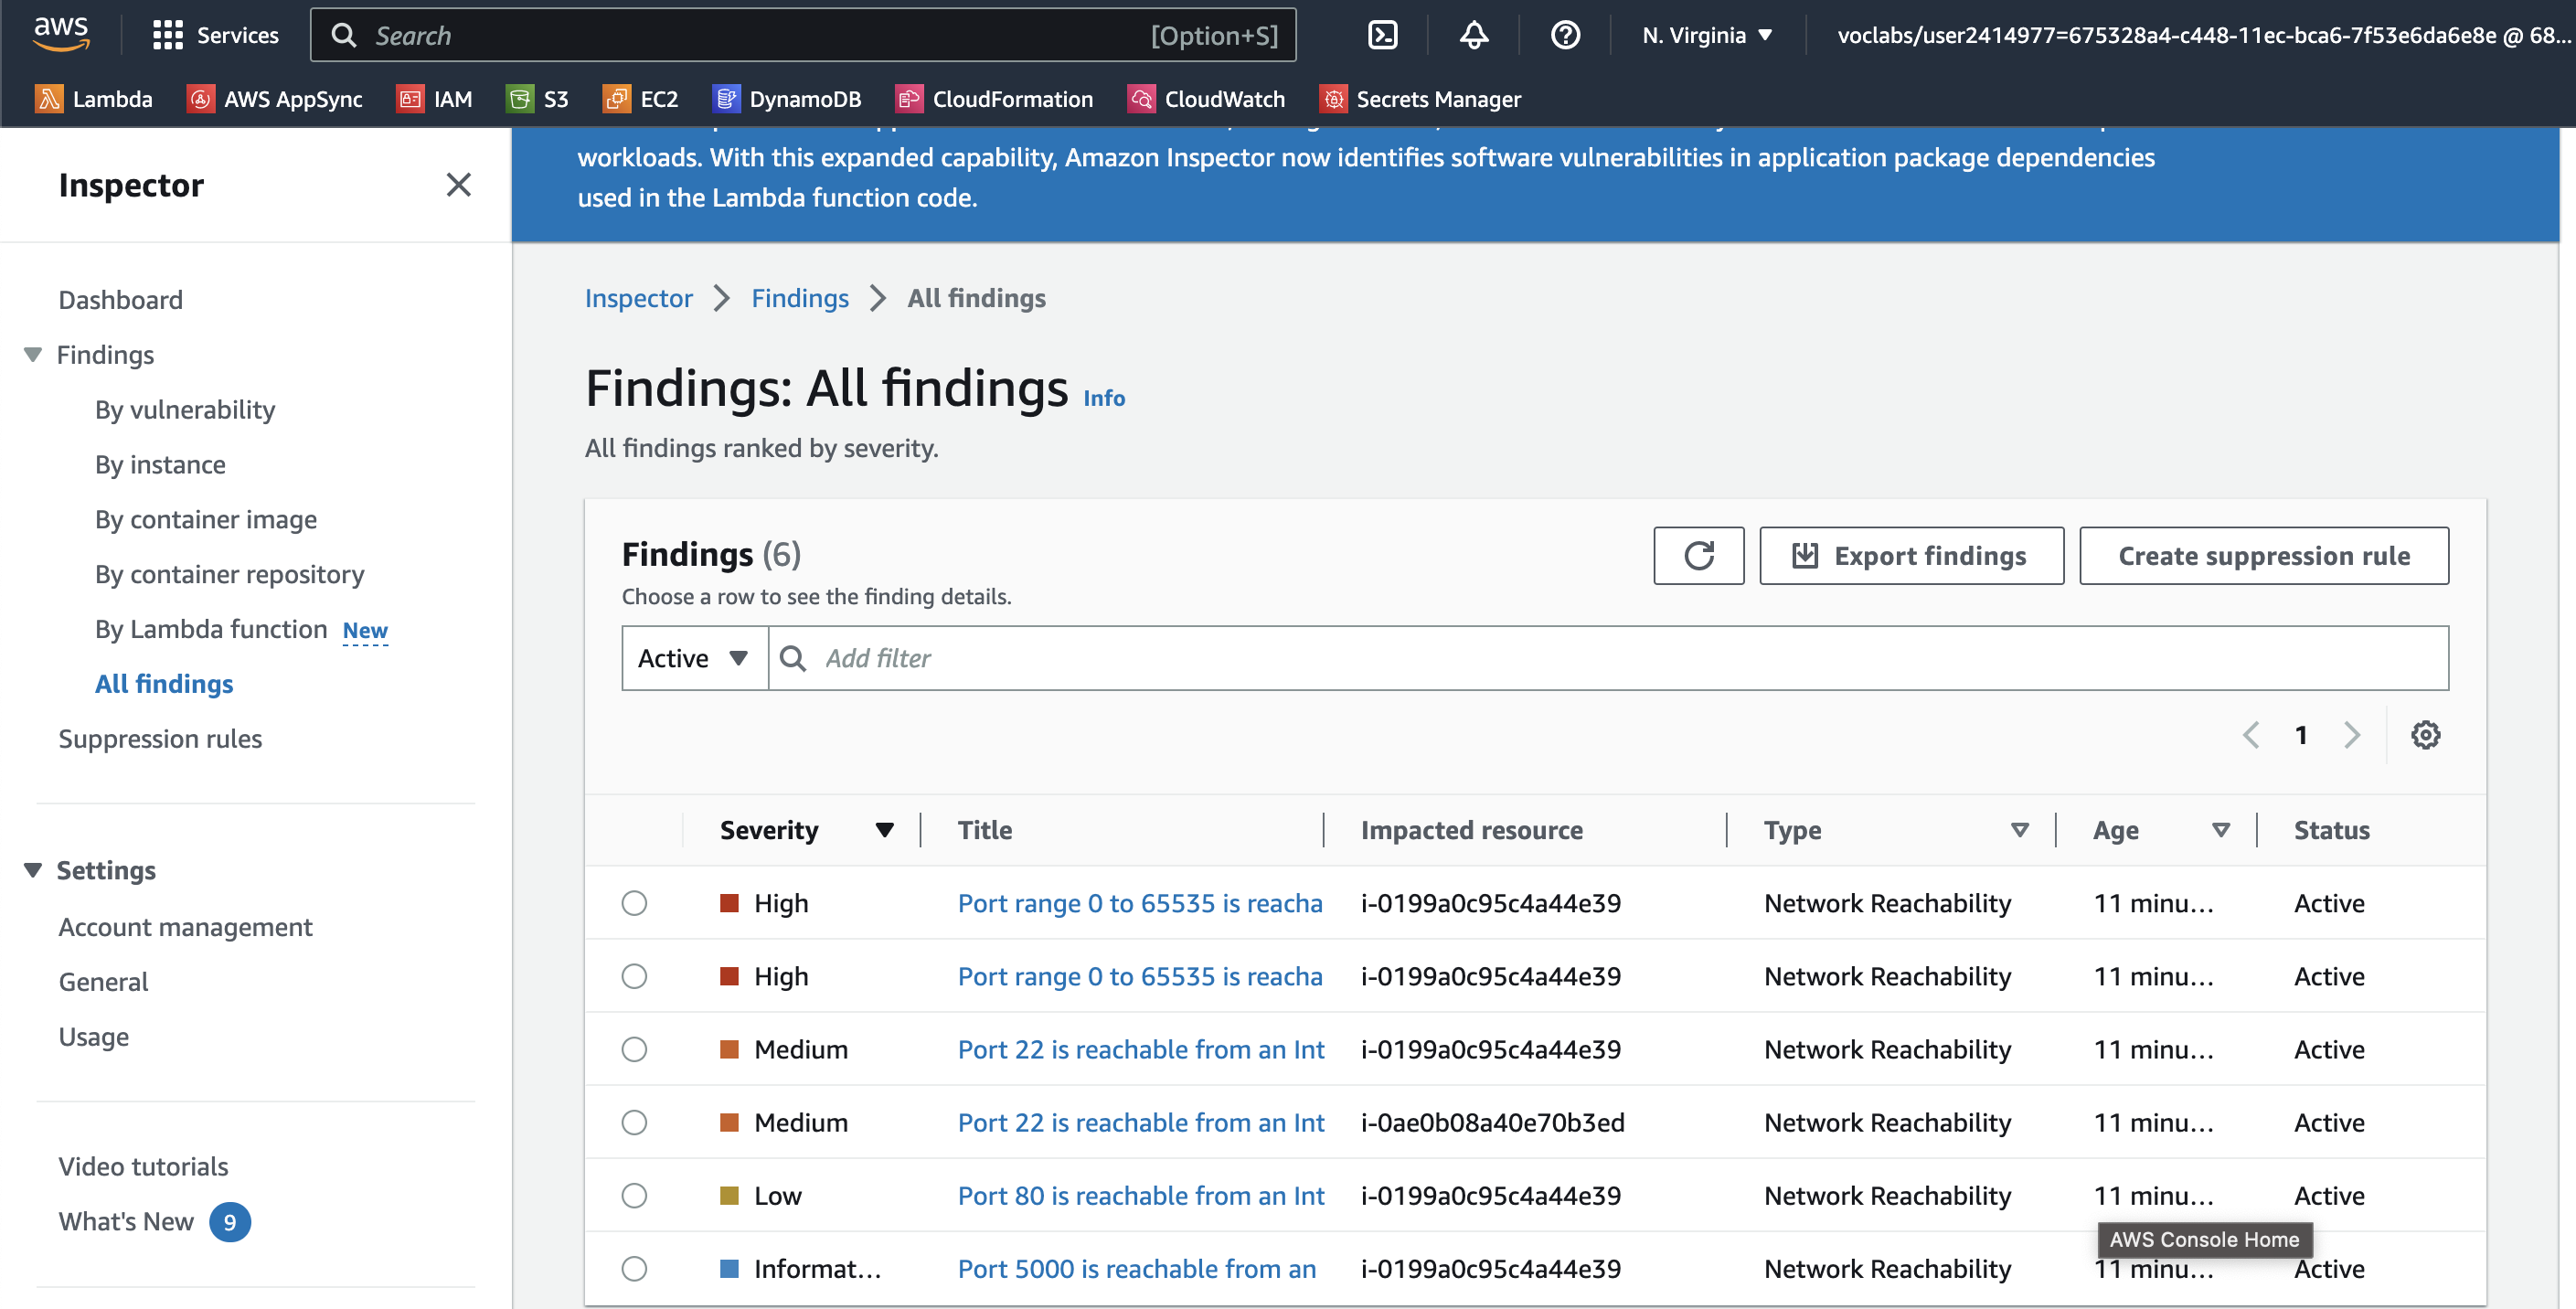 aws Services Search [Option+S] N. Virginia voclabs/user2414977=675328a4-c448-11ec-bca6-7f53e6da6e8e @ 68...
Lambda AWS AppSync IAM S3 EC2 DynamoDB CloudFormation CloudWatch Secrets Manager
Inspector
Dashboard
Findings
By vulnerability
By instance
By container image
By container repository
By Lambda function New
All findings
Suppression rules
Settings
Account management
General
Usage
Video tutorials
What's New 9
workloads. With this expanded capability, Amazon Inspector now identifies software vulnerabilities in application package dependencies
used in the Lambda function code.
Inspector Findings All findings
Findings: All findings Info
All findings ranked by severity.
Findings (6)
Choose a row to see the finding details.
Export findings
Create suppression rule
Active Add filter
1
Severity Title Impacted resource Type Age Status
High Port range 0 to 65535 is reacha i-0199a0c95c4a44e39 Network Reachability 11 minu... Active
High Port range 0 to 65535 is reacha i-0199a0c95c4a44e39 Network Reachability 11 minu... Active
Medium Port 22 is reachable from an Int i-0199a0c95c4a44e39 Network Reachability 11 minu... Active
Medium Port 22 is reachable from an Int i-0ae0b08a40e70b3ed Network Reachability 11 minu... Active
Low Port 80 is reachable from an Int i-0199a0c95c4a44e39 Network Reachability 11 minu... Active
AWS Console Home
Informat... Port 5000 is reachable from an i-0199a0c95c4a44e39 Network Reachability 11 minu... Active